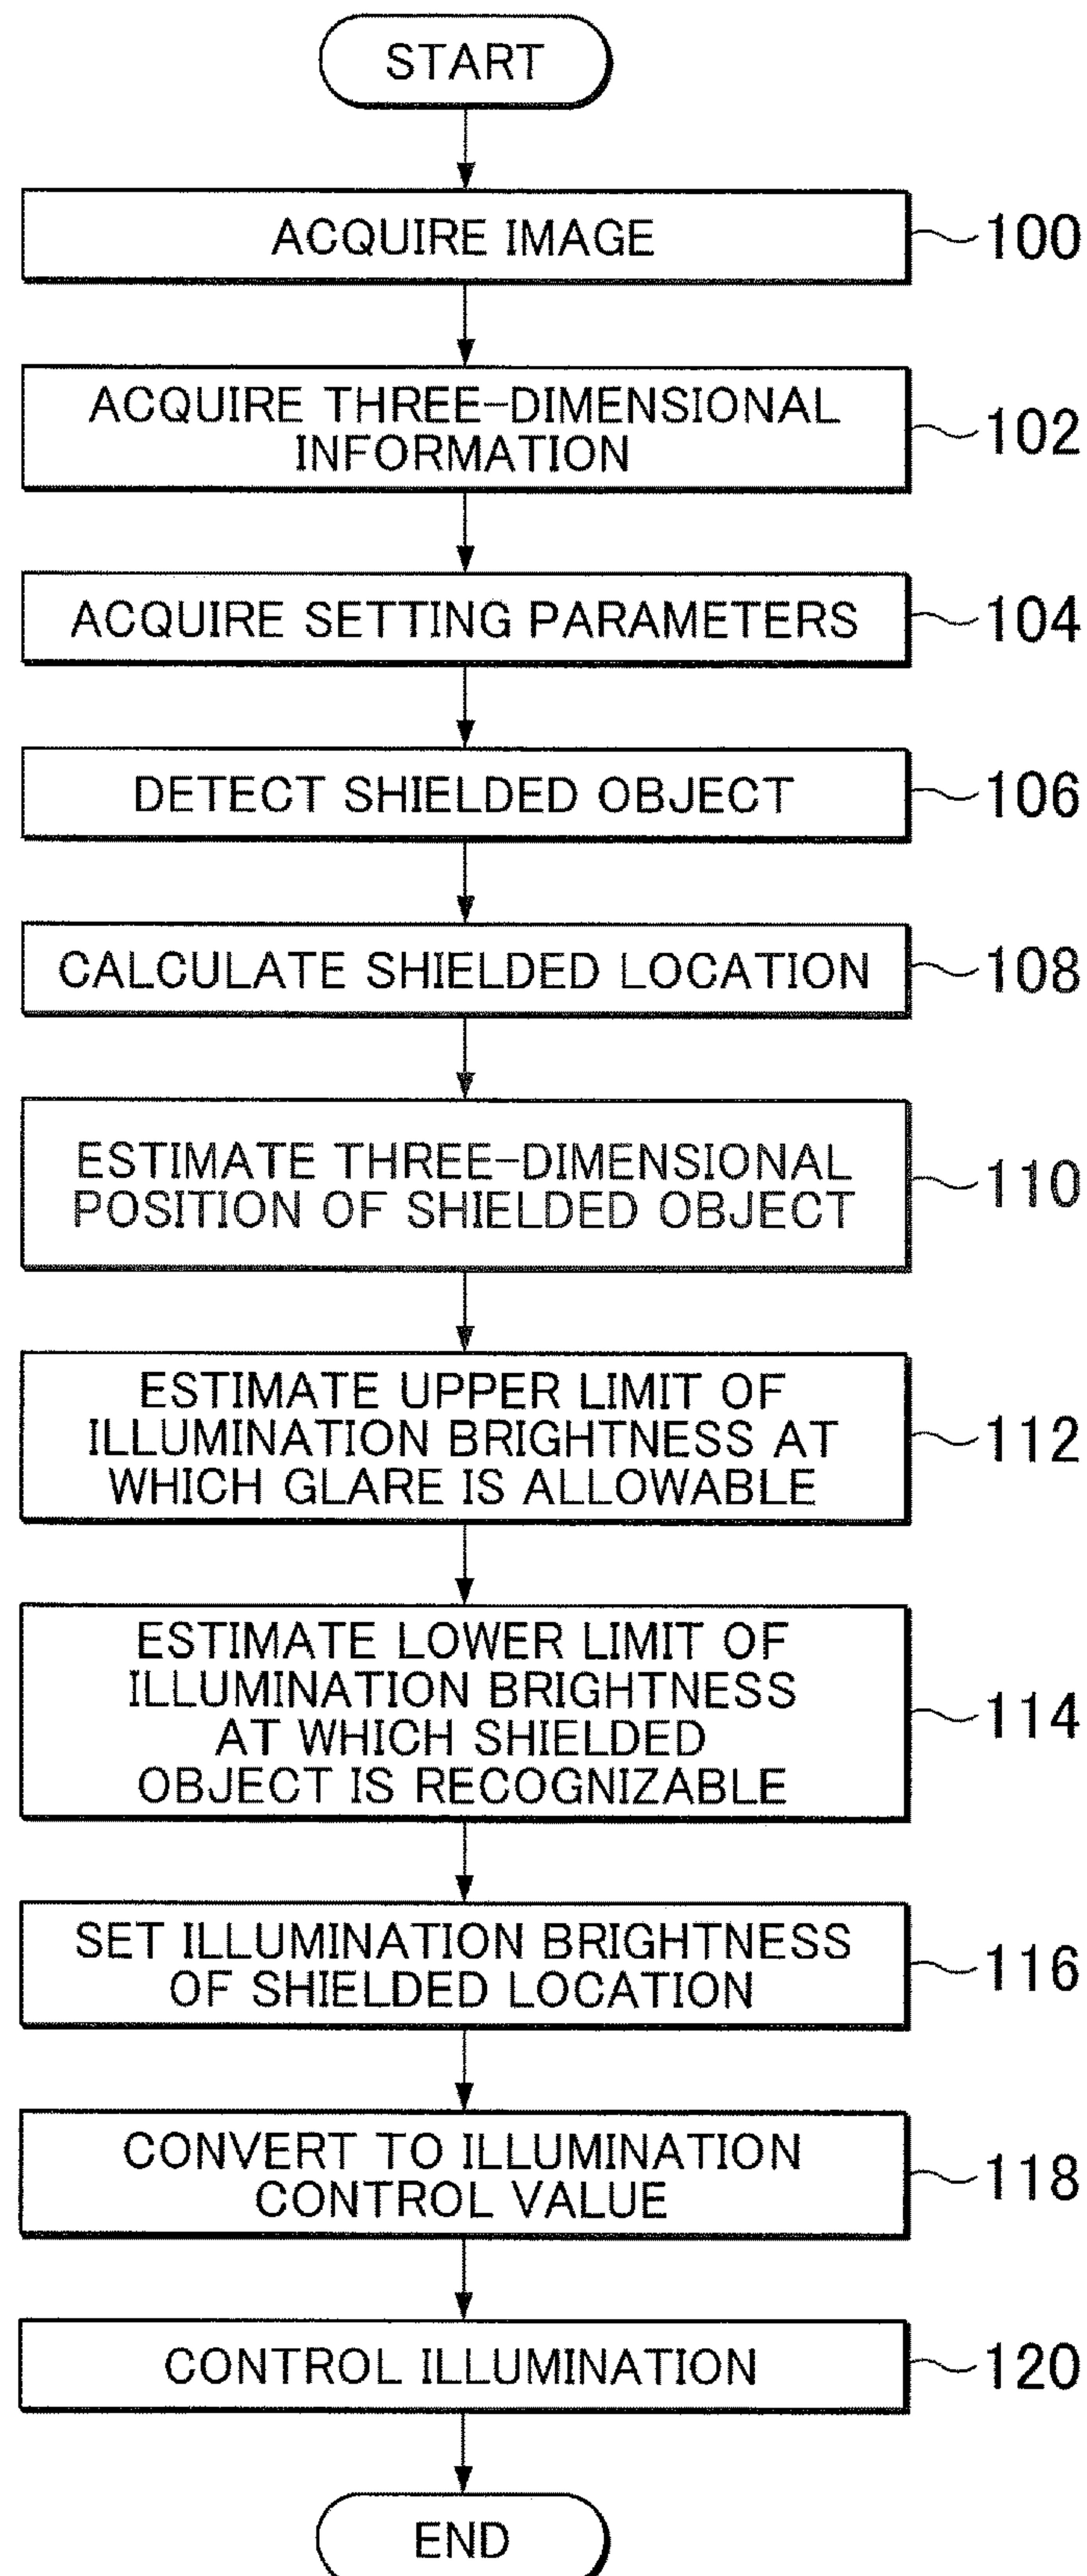 START
ACQUIRE IMAGE
100
ACQUIRE THREE-DIMENSIONAL
INFORMATION
102
ACQUIRE SETTING PARAMETERS
104
DETECT SHIELDED OBJECT
106
CALCULATE SHIELDED LOCATION
108
ESTIMATE THREE-DIMENSIONAL
POSITION OF SHIELDED OBJECT
110
ESTIMATE UPPER LIMIT OF
ILLUMINATION BRIGHTNESS AT
WHICH GLARE IS ALLOWABLE
112
ESTIMATE LOWER LIMIT OF
ILLUMINATION BRIGHTNESS
AT WHICH SHIELDED
OBJECT IS RECOGNIZABLE
114
SET ILLUMINATION BRIGHTNESS
OF SHIELDED LOCATION
116
CONVERT TO ILLUMINATION
CONTROL VALUE
118
CONTROL ILLUMINATION
120
END